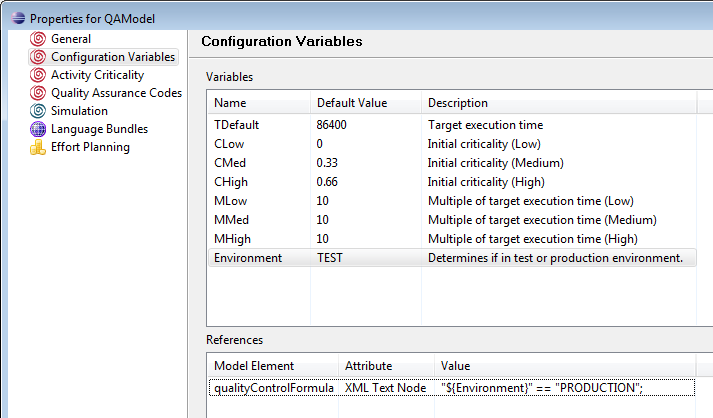 Properties for QAModel
General
Configuration Variables
Activity Criticality
Quality Assurance Codes
Simulation
Language Bundles
Effort Planning
Configuration Variables
Variables
Name Default Value Description
TDefault 86400 Target execution time
CLow 0 Initial criticality (Low)
CMed 0.33 Initial criticality (Medium)
CHigh 0.66 Initial criticality (High)
MLow 10 Multiple of target execution time (Low)
MMed 10 Multiple of target execution time (Medium)
MHigh 10 Multiple of target execution time (High)
Environment TEST Determines if in test or production environment.
References
Model Element Attribute Value
qualityControlFormula XML Text Node "${Environment}" == "PRODUCTION";